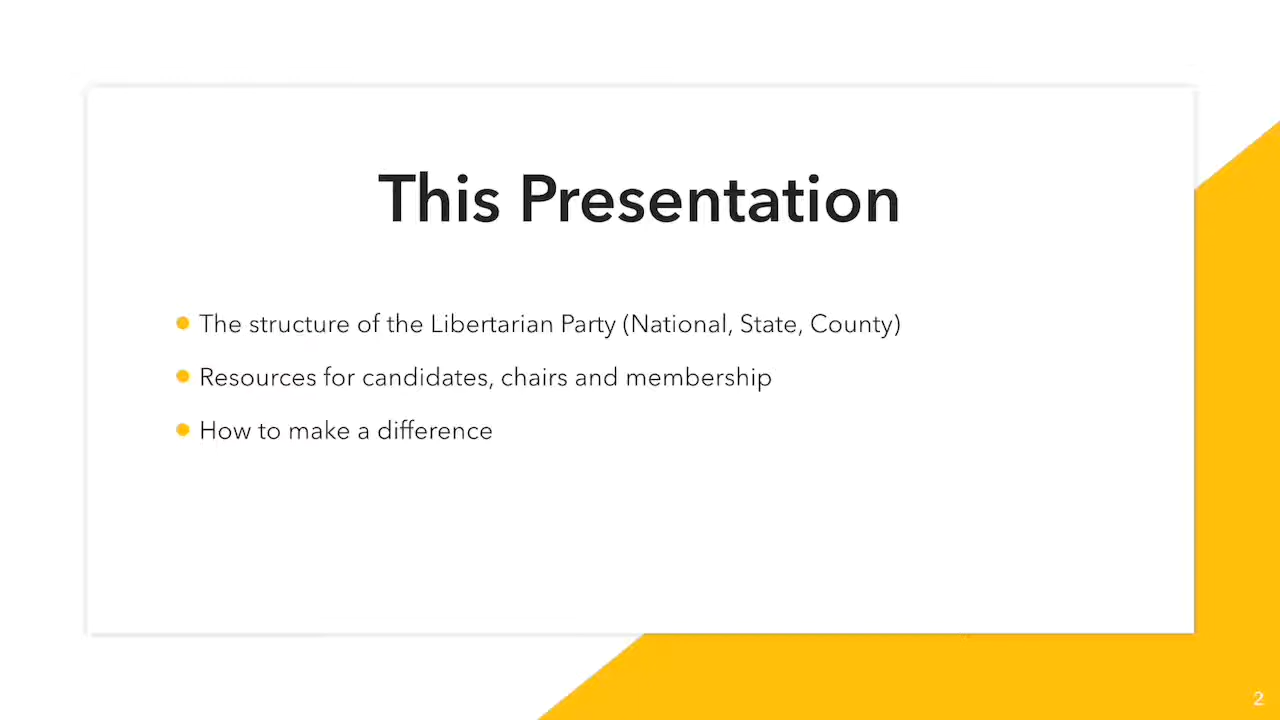 This Presentation
The structure of the Libertarian Party (National, State, County)
Resources for candidates, chairs and membership
How to make a difference
2